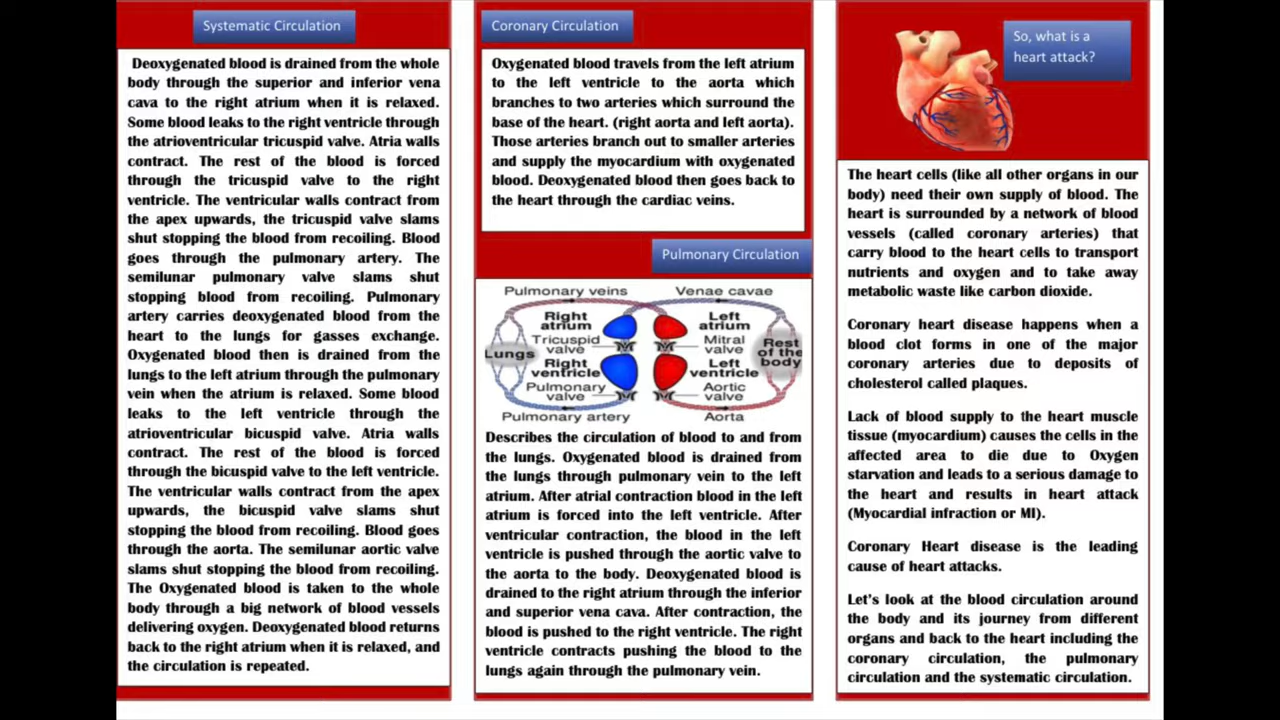 Systematic Circulation
Deoxygenated blood is drained from the whole
body through the superior and inferior vena
cava to the right atrium when it is relaxed.
Some blood leaks to the right ventricle through
the atrioventricular tricuspid valve. Atria walls
contract. The rest of the blood is forced
through the tricuspid valve to the right
ventricle. The ventricular walls contract from
the apex upwards, the tricuspid valve slams
shut stopping the blood from recoiling. Blood
goes through the pulmonary artery. The
semilunar pulmonary valve slams shut
stopping blood from recoiling. Pulmonary
artery carries deoxygenated blood from the
heart to the lungs for gasses exchange.
Oxygenated blood then is drained from the
lungs to the left atrium through the pulmonary
vein when the atrium is relaxed. Some blood
leaks to the left ventricle through the
atrioventricular bicuspid valve. Atria walls
contract. The rest of the blood is forced
through the bicuspid valve to the left ventricle.
The ventricular walls contract from the apex
upwards, the bicuspid valve slams shut
stopping the blood from recoiling. Blood goes
through the aorta. The semilunar aortic valve
slams shut stopping the blood from recoiling.
The Oxygenated blood is taken to the whole
body through a big network of blood vessels
delivering oxygen. Deoxygenated blood returns
back to the right atrium when it is relaxed, and
the circulation is repeated.
Coronary Circulation
Oxygenated blood travels from the left atrium
to the left ventricle to the aorta which
branches to two arteries which surround the
base of the heart. (right aorta and left aorta).
Those arteries branch out to smaller arteries
and supply the myocardium with oxygenated
blood. Deoxygenated blood then goes back to
the heart through the cardiac veins.
Pulmonary Circulation
Pulmonary veins
Venae cavae
Right
atrium
Left
atrium
Tricuspid
valve
Mitral
valve
Lungs
Rest
of the
body
Right
ventricle
Left
ventricle
Pulmonary
valve
Aortic
valve
Pulmonary artery
Aorta
Describes the circulation of blood to and from
the lungs. Oxygenated blood is drained from
the lungs through pulmonary vein to the left
atrium. After atrial contraction blood in the left
atrium is forced into the left ventricle. After
ventricular contraction, the blood in the left
ventricle is pushed through the aortic valve to
the aorta to the body. Deoxygenated blood is
drained to the right atrium through the inferior
and superior vena cava. After contraction, the
blood is pushed to the right ventricle. The right
ventricle contracts pushing the blood to the
lungs again through the pulmonary vein.
So, what is a
heart attack?
The heart cells (like all other organs in our
body) need their own supply of blood. The
heart is surrounded by a network of blood
vessels (called coronary arteries) that
carry blood to the heart cells to transport
nutrients and oxygen and to take away
metabolic waste like carbon dioxide.
Coronary heart disease happens when a
blood clot forms in one of the major
coronary arteries due to deposits of
cholesterol called plaques.
Lack of blood supply to the heart muscle
tissue (myocardium) causes the cells in the
affected area to die due to Oxygen
starvation and leads to a serious damage to
the heart and results in heart attack
(Myocardial infraction or MI).
Coronary Heart disease is the leading
cause of heart attacks.
Let's look at the blood circulation around
the body and its journey from different
organs and back to the heart including the
coronary circulation, the pulmonary
circulation and the systematic circulation.